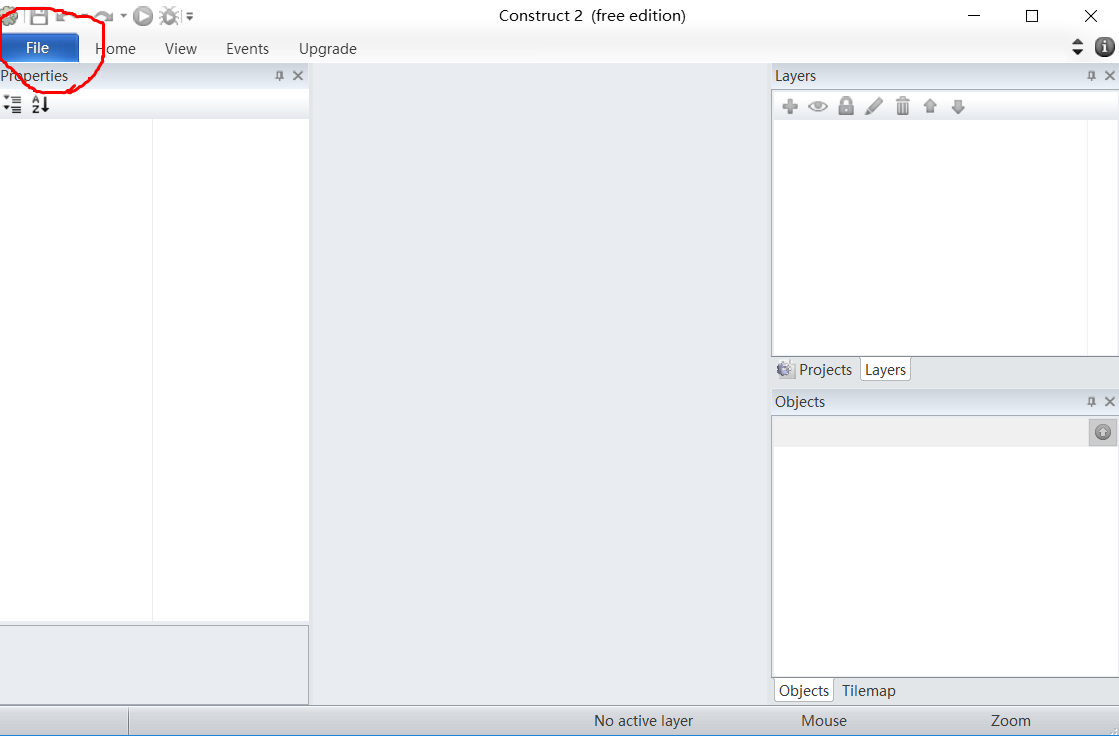 Construct 2 (free edition)
File Home View Events Upgrade
Properties
Layers
Projects Layers
Objects
Objects Tilemap
No active layer Mouse Zoom